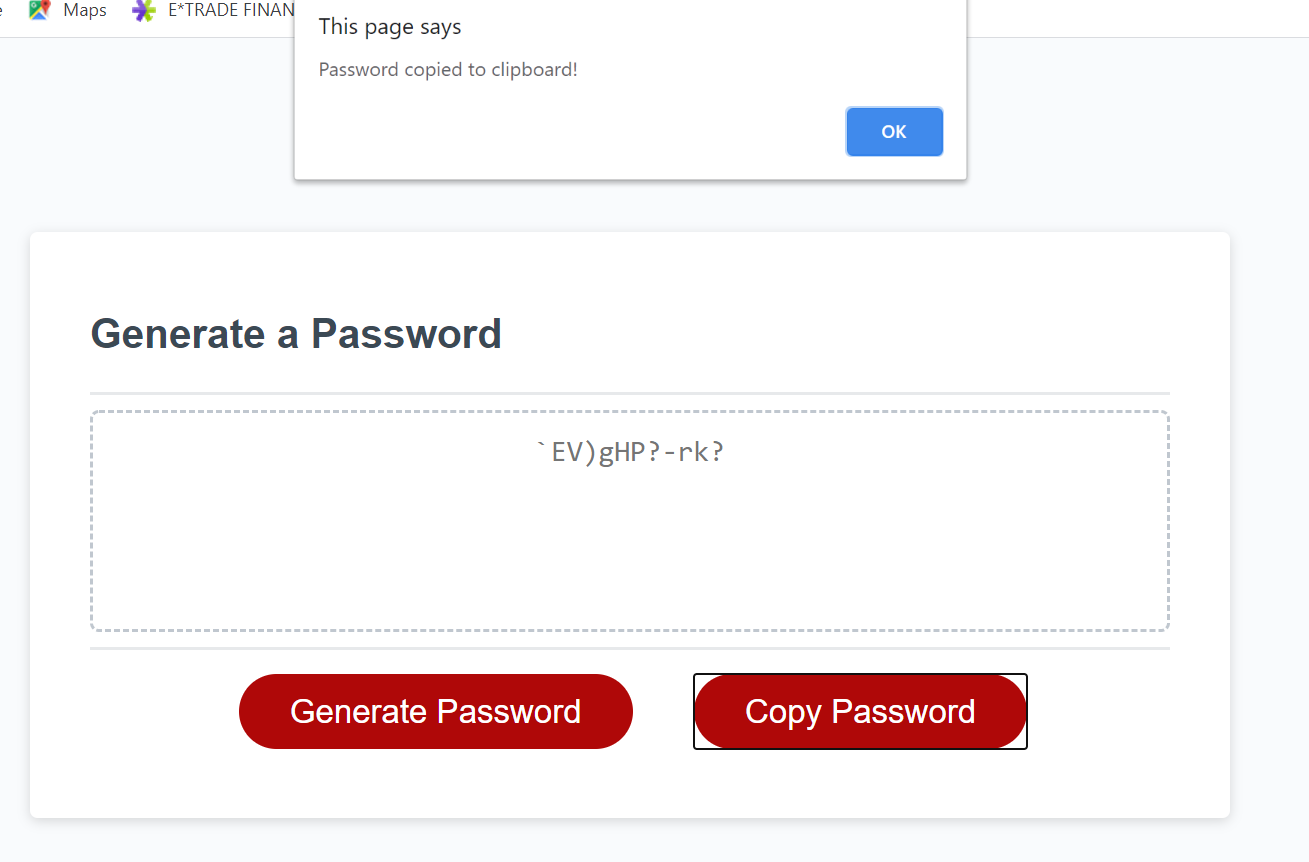 Maps E*TRADE FINAN
This page says
Password copied to clipboard!
OK
Generate a Password
`EV)gHP?-rk?
Generate Password Copy Password